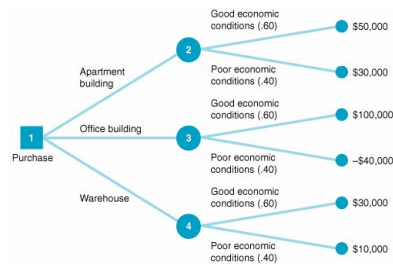 Good economic
conditions (.60)
$50,000
2
Apartment
building
Poor economic
conditions (.40)
$30,000
Good economic
conditions (.60)
$100,000
1
Office building
3
Purchase
Poor economic
conditions (.40)
–$40,000
Warehouse
Good economic
conditions (.60)
$30,000
4
Poor economic
conditions (.40)
$10,000